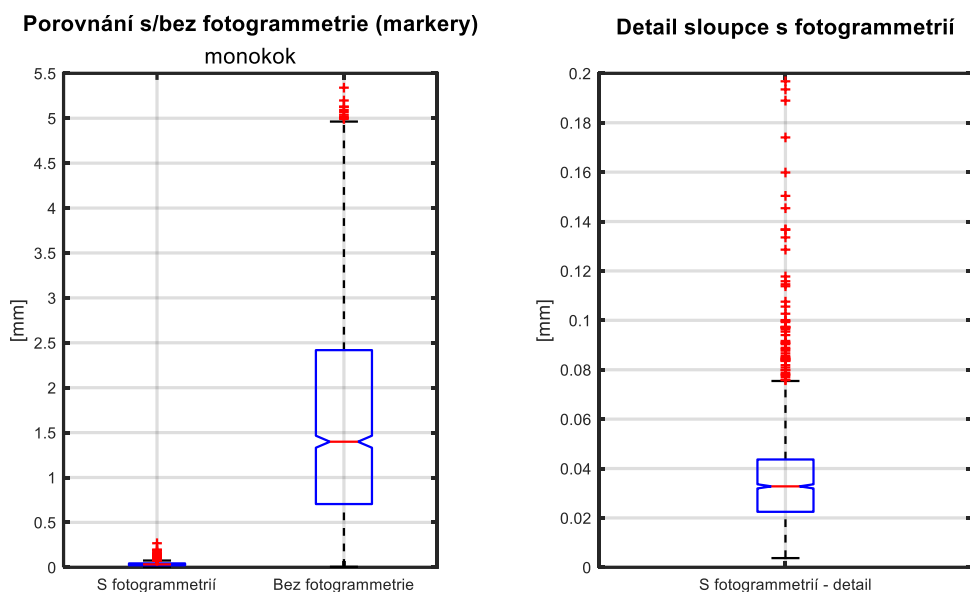 Porovnání s/bez fotogrammetrie (markery)
monokok
5.5
5
4.5
4
3.5
3
2.5
2
1.5
1
0.5
0
[mm]
S fotogrammetrií
Bez fotogrammetrie
Detail sloupce s fotogrammetrií
0.2
0.18
0.16
0.14
0.12
0.1
0.08
0.06
0.04
0.02
0
[mm]
S fotogrammetrií - detail